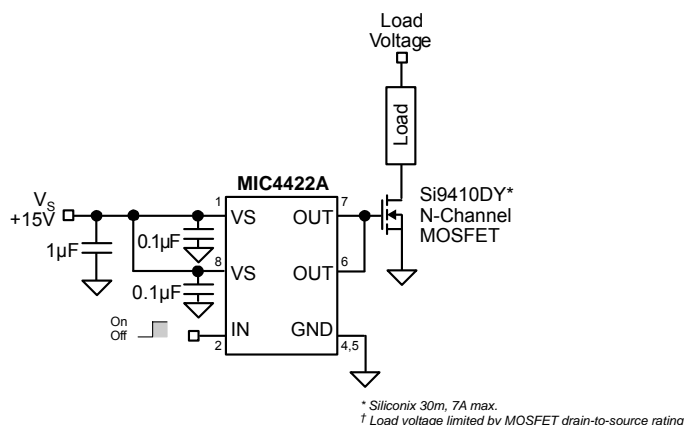 Load
Voltage
Load
MIC4422A
Si9410DY*
N-Channel
MOSFET
VS
+15V
1
VS
OUT
7
1µF
0.1µF
8
VS
OUT
6
0.1µF
On
Off
IN
GND
2
4,5
* Siliconix 30m, 7A max.
† Load voltage limited by MOSFET drain-to-source rating